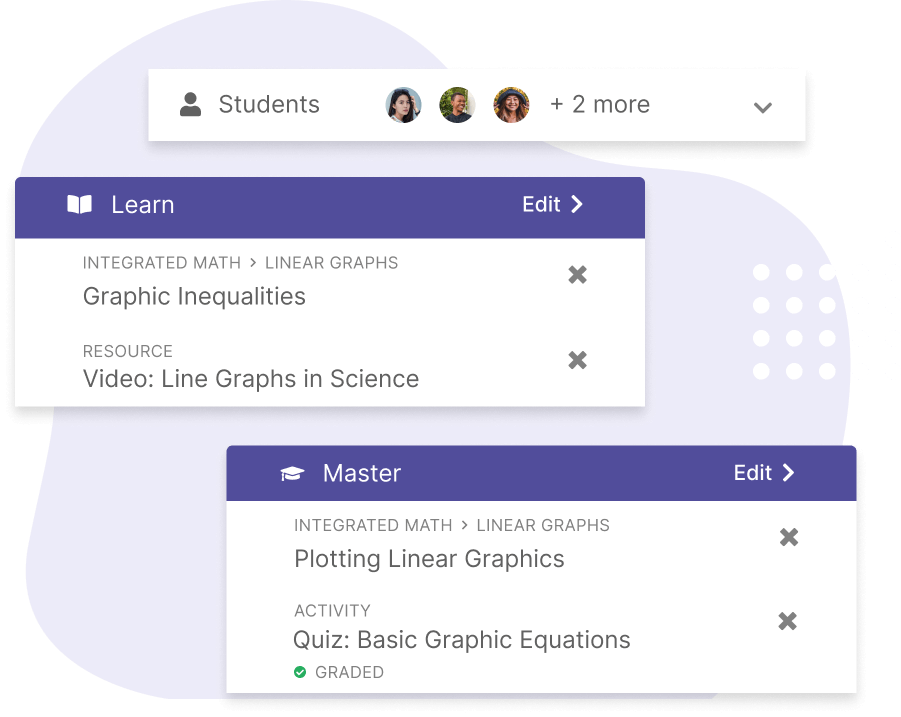 Students + 2 more
Learn Edit
INTEGRATED MATH > LINEAR GRAPHS
Graphic Inequalities
RESOURCE
Video: Line Graphs in Science
Master Edit
INTEGRATED MATH > LINEAR GRAPHS
Plotting Linear Graphics
ACTIVITY
Quiz: Basic Graphic Equations
GRADED